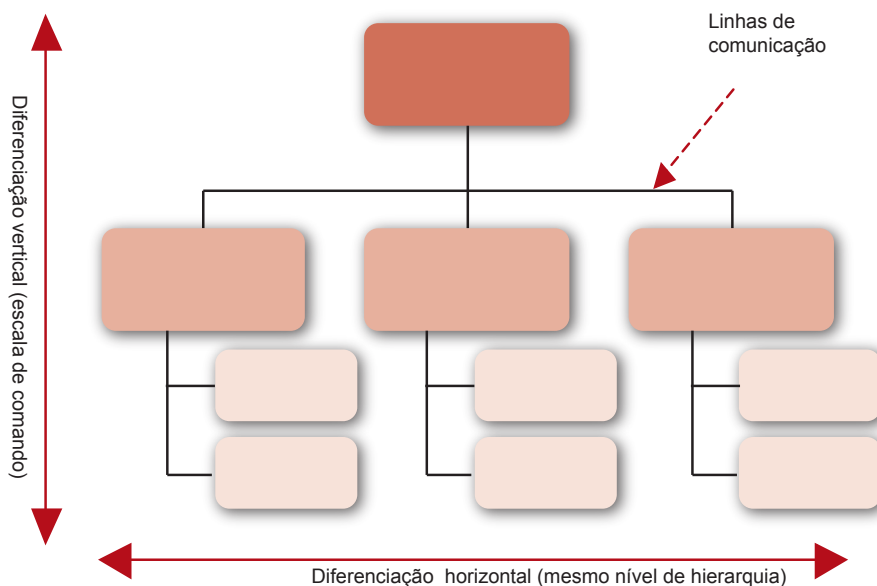 Linhas de
comunicação
Diferenciação vertical (escala de comando)
Diferenciação horizontal (mesmo nível de hierarquia)